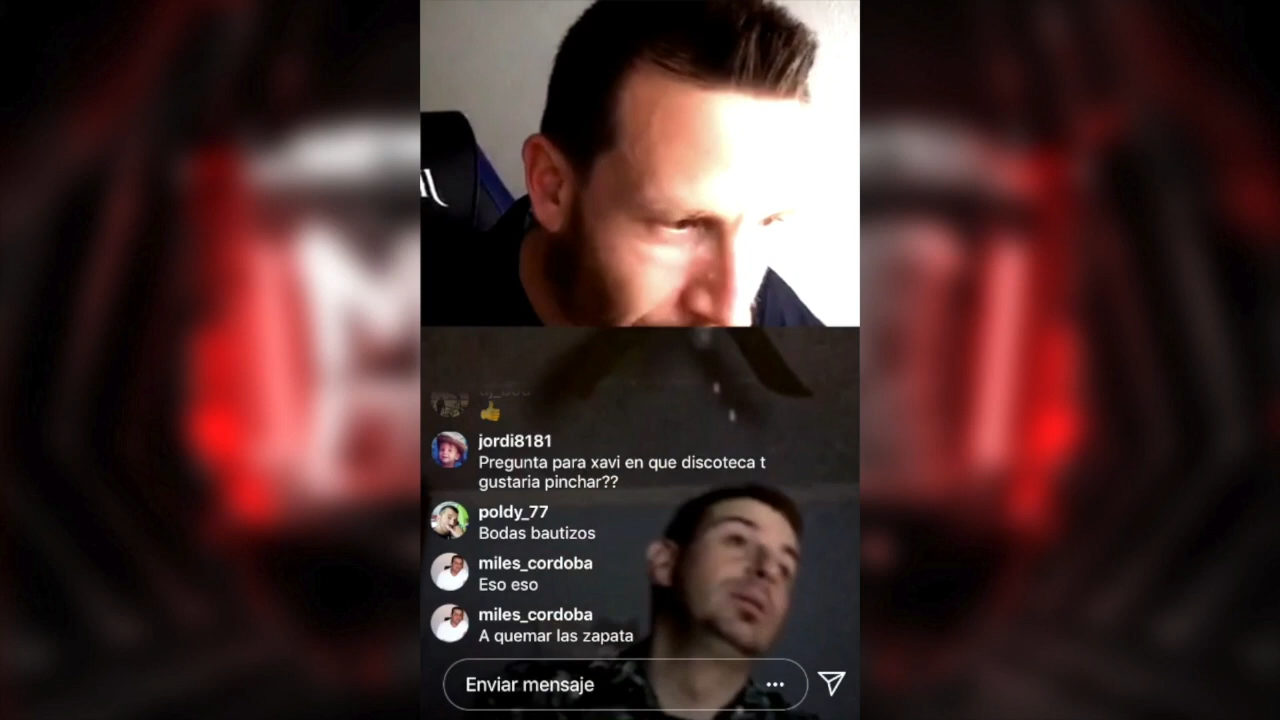 👍
jordi8181
Pregunta para xavi en que discoteca t
gustaria pinchar??
poldy_77
Bodas bautizos
miles_cordoba
Eso eso
miles_cordoba
A quemar las zapata
Enviar mensaje